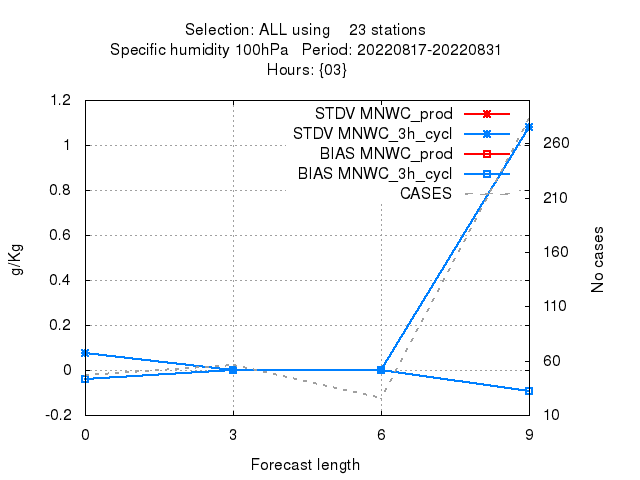 Selection: ALL using    23 stations
Specific humidity 100hPa   Period: 20220817-20220831
Hours: {03}
1.2
1
0.8
0.6
0.4
0.2
0
-0.2
g/Kg
STDV MNWC_prod
STDV MNWC_3h_cycl
BIAS MNWC_prod
BIAS MNWC_3h_cycl
CASES
260
210
160
110
60
10
No cases
0 3 6 9
Forecast length